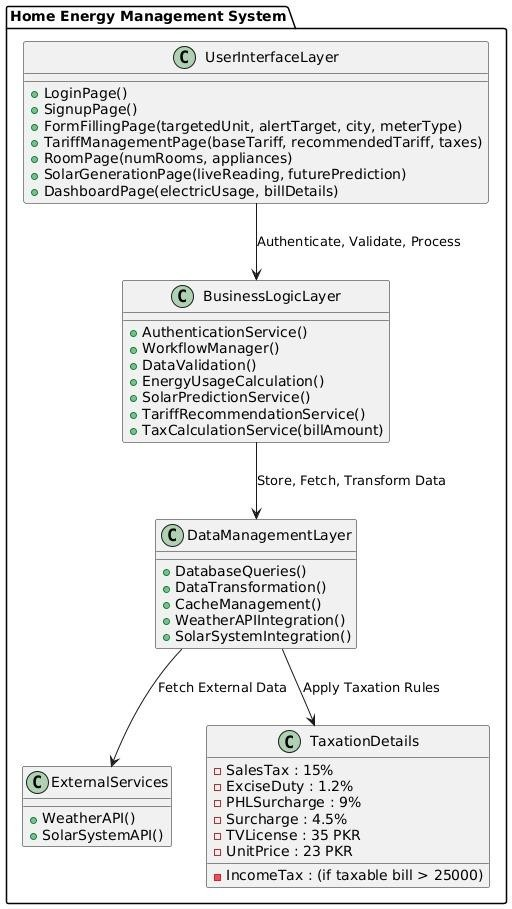 Home Energy Management System
C UserInterfaceLayer
LoginPage()
SignupPage()
FormFillingPage(targetedUnit, alertTarget, city, meterType)
TariffManagementPage(baseTariff, recommendedTariff, taxes)
RoomPage(numRooms, appliances)
SolarGenerationPage(liveReading, futurePrediction)
DashboardPage(electricUsage, billDetails)
Authenticate, Validate, Process
C BusinessLogicLayer
AuthenticationService()
WorkflowManager()
DataValidation()
EnergyUsageCalculation()
SolarPredictionService()
TariffRecommendationService()
TaxCalculationService(billAmount)
Store, Fetch, Transform Data
C DataManagementLayer
DatabaseQueries()
DataTransformation()
CacheManagement()
WeatherAPIIntegration()
SolarSystemIntegration()
Fetch External Data
Apply Taxation Rules
C ExternalServices
WeatherAPI()
SolarSystemAPI()
C TaxationDetails
SalesTax : 15%
ExciseDuty : 1.2%
PHLSurcharge : 9%
Surcharge : 4.5%
TVLicense : 35 PKR
UnitPrice : 23 PKR
IncomeTax : (if taxable bill > 25000)